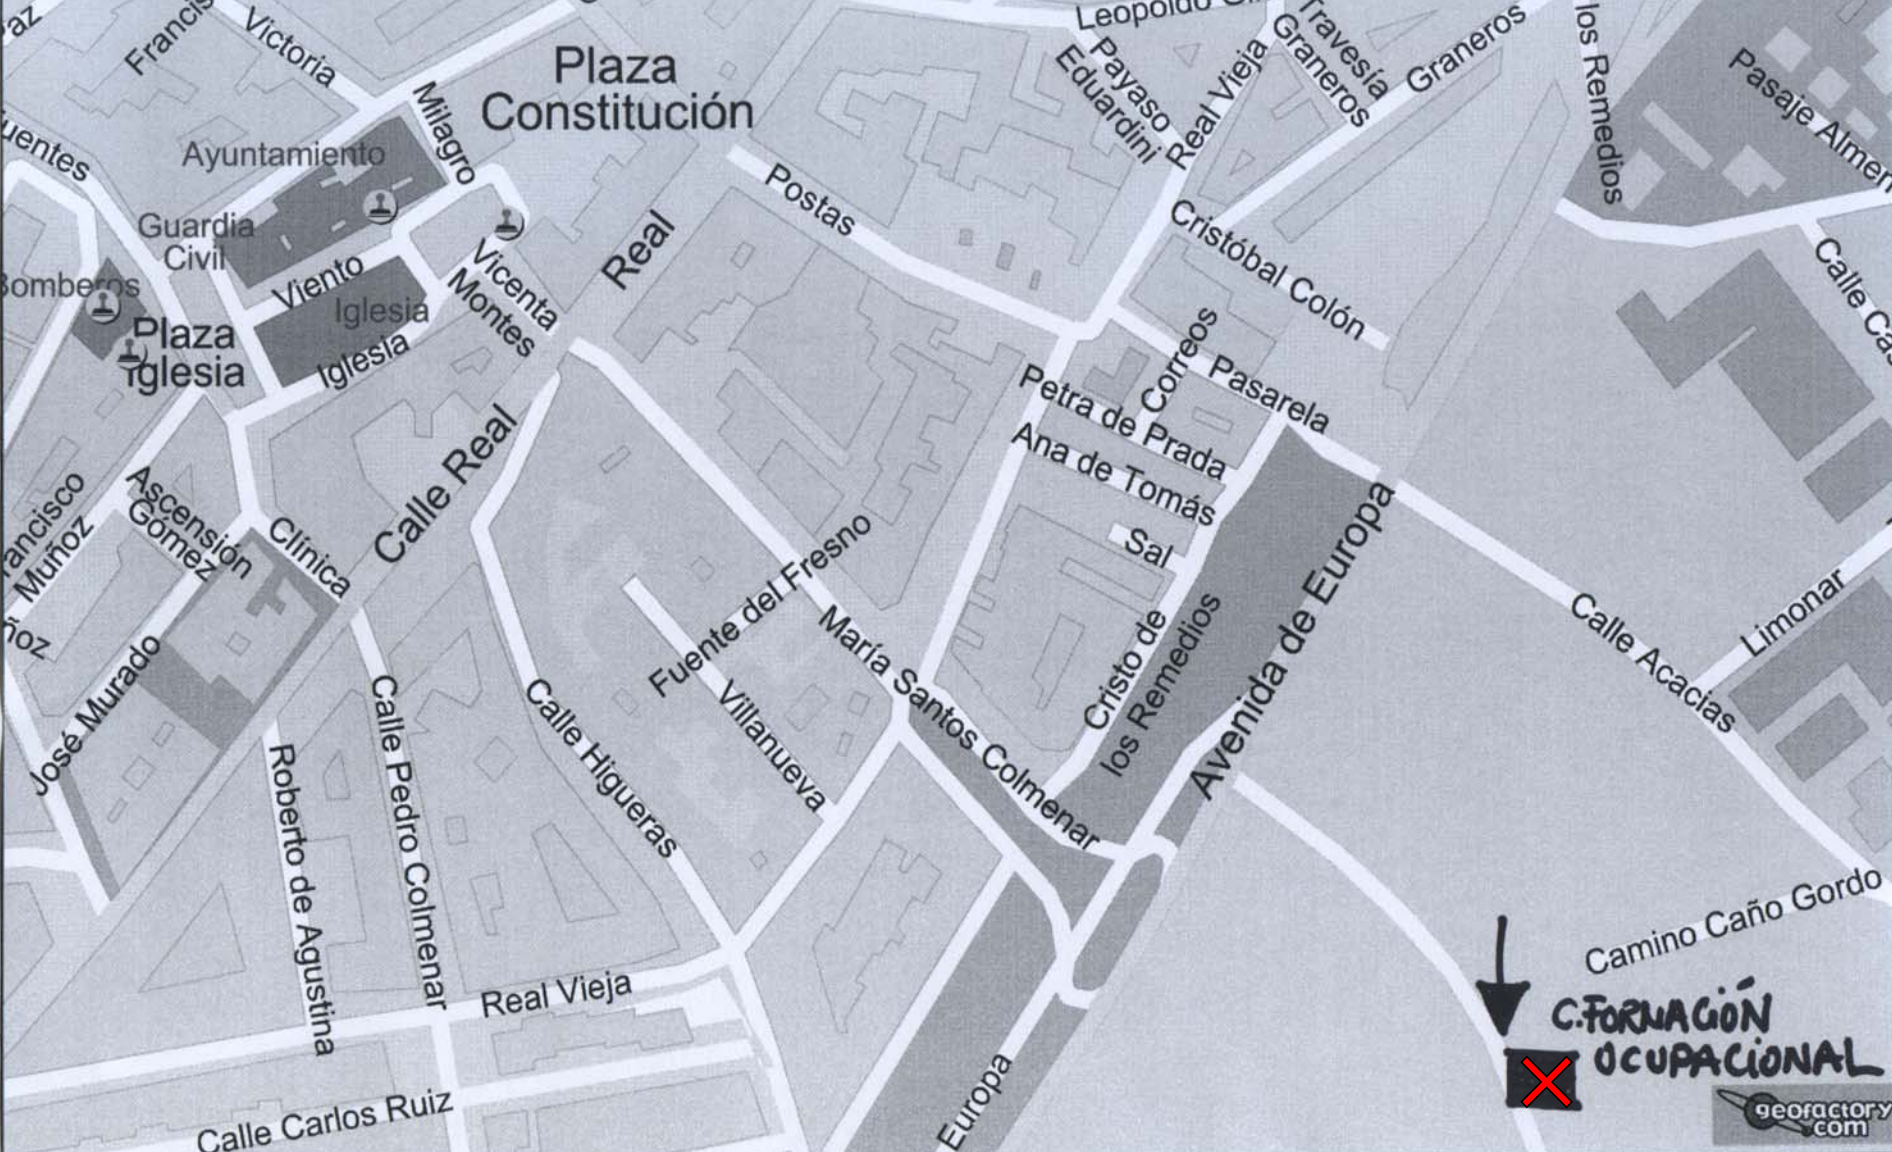 Victoria
Milagro
Plaza
Constitución
Leopoldo
Payaso
Eduardini
Real Vieja
Travesía
Graneros
Graneros
los Remedios
Pasaje
Ayuntamiento
Guardia
Civil
Bomberos
Plaza
Iglesia
Viento
Iglesia
Iglesia
Vicenta
Montes
Real
Postas
Cristóbal Colón
Correos
Pasarela
Petra de Prada
Ana de Tomás
Sal
Cristo de
los Remedios
Avenida de Europa
Calle Acacias
Limonar
Calle Real
Ascensión
Gómez
Clínica
Muñoz
José Murado
Roberto de Agustina
Calle Pedro Colmenar
Calle Higueras
Fuente del Fresno
Villanueva
María Santos Colmenar
Real Vieja
Calle Carlos Ruiz
Europa
Camino Caño Gordo
C.FORMACIÓN
OCUPACIONAL
geofactory
.com